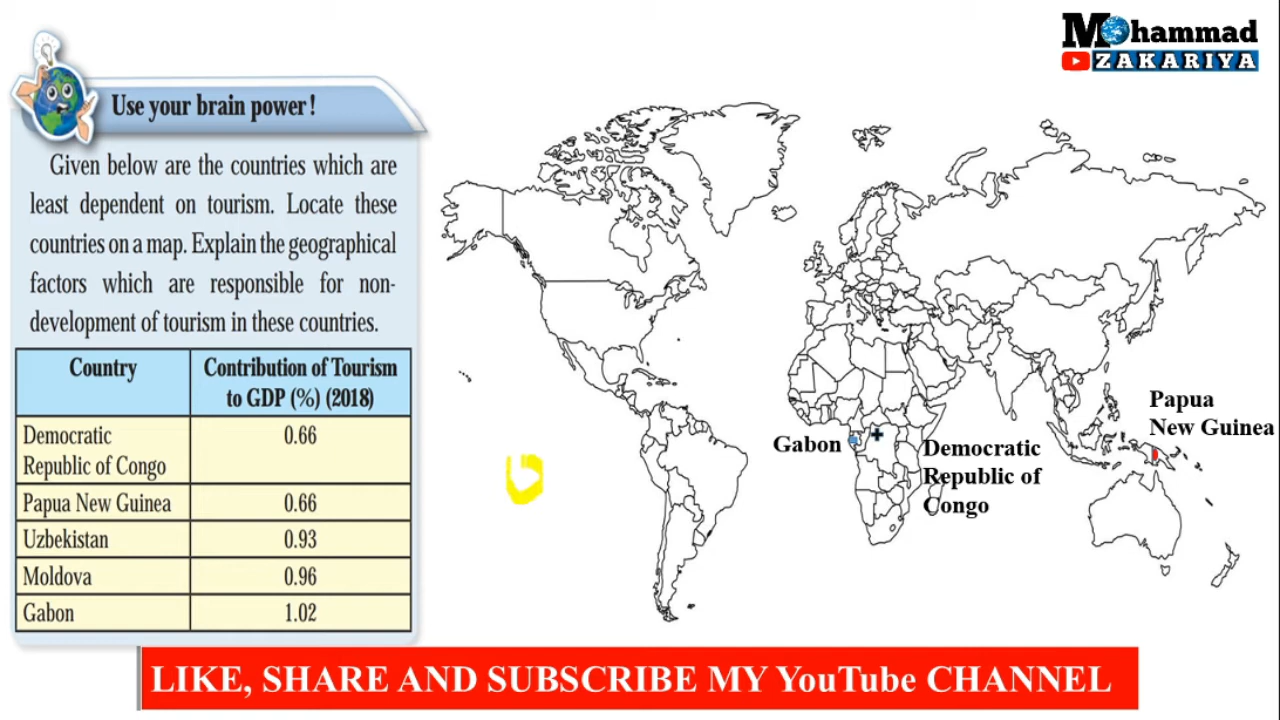 Mohammad
ZAKARIYA
Use your brain power!
Given below are the countries which are
least dependent on tourism. Locate these
countries on a map. Explain the geographical
factors which are responsible for non-
development of tourism in these countries.
Country
Contribution of Tourism
to GDP (%) (2018)
Democratic
Republic of Congo
0.66
Papua New Guinea
0.66
Uzbekistan
0.93
Moldova
0.96
Gabon
1.02
Papua
New Guinea
Gabon
Democratic
Republic of
Congo
LIKE, SHARE AND SUBSCRIBE MY YouTube CHANNEL